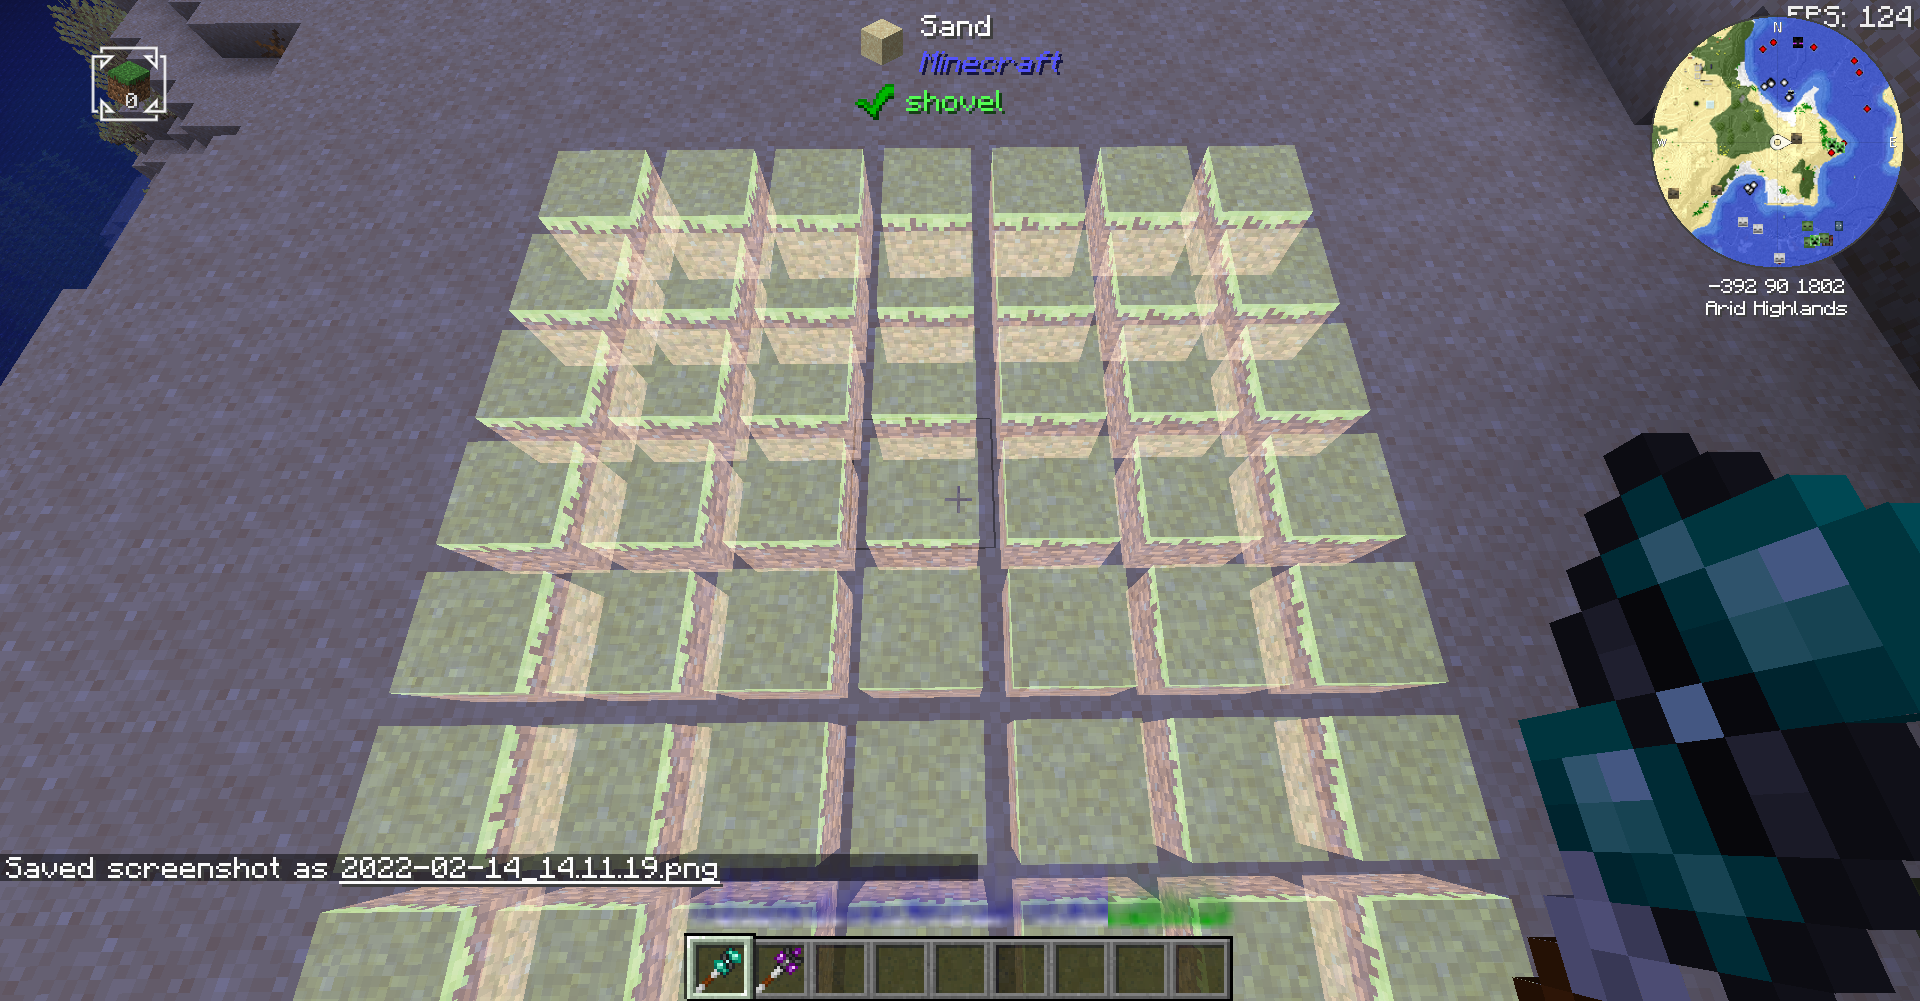 Sand
Minecraft
shovel
0
FPS: 124
N
W
E
-392 90 1802
Arid Highlands
Saved screenshot as 2022-02-14_14.11.19.png